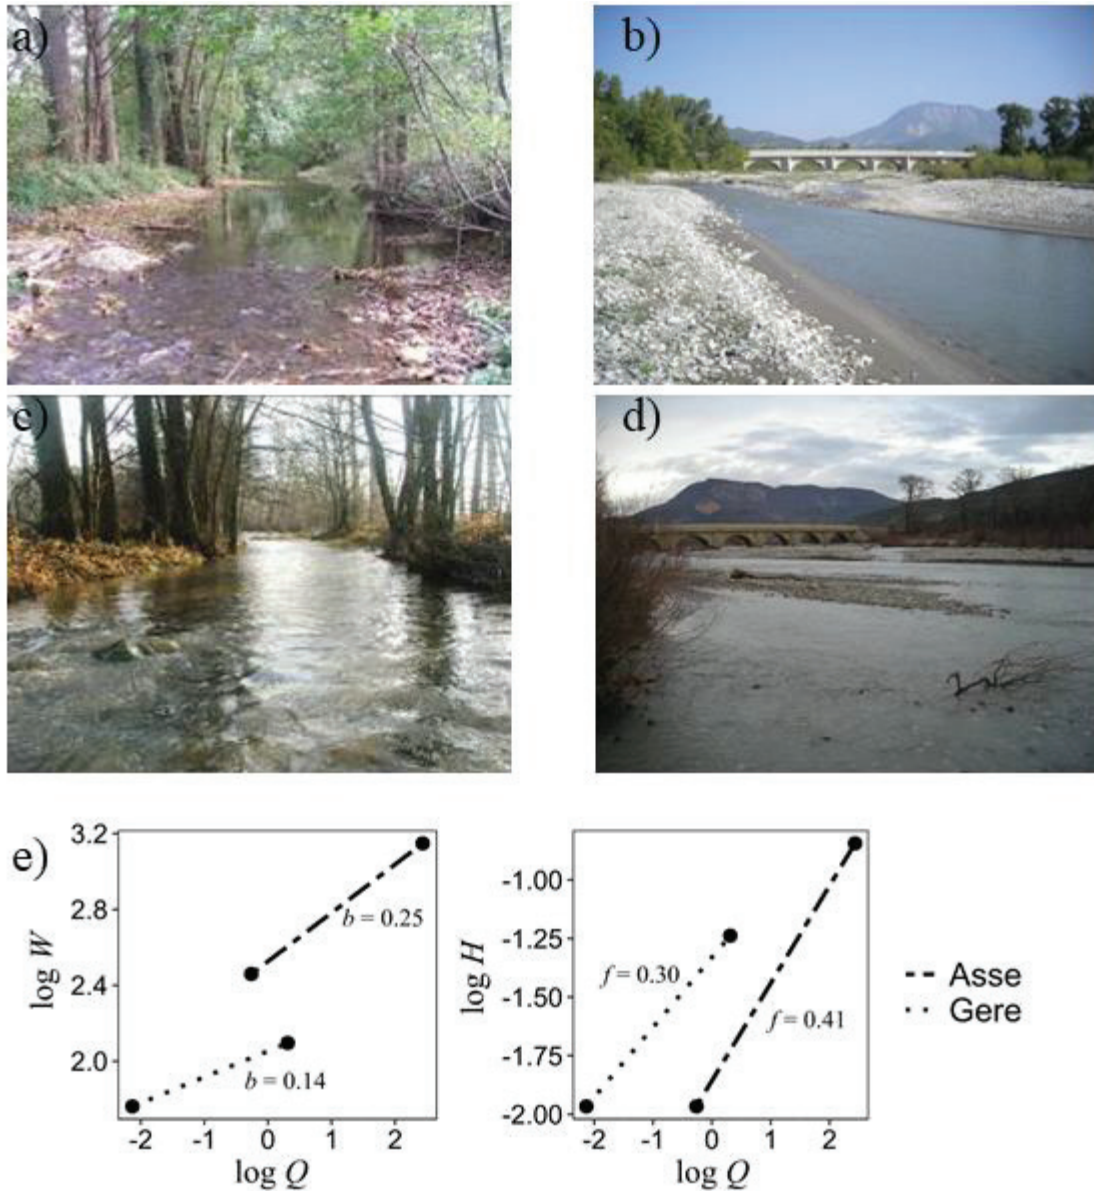 a)
b)
c)
d)
e)
3.2
2.8
2.4
2.0
log W
b = 0.25
b = 0.14
-2 -1 0 1 2
log Q
-1.00
-1.25
-1.50
-1.75
-2.00
log H
f = 0.30
f = 0.41
-2 -1 0 1 2
log Q
Asse
Gere